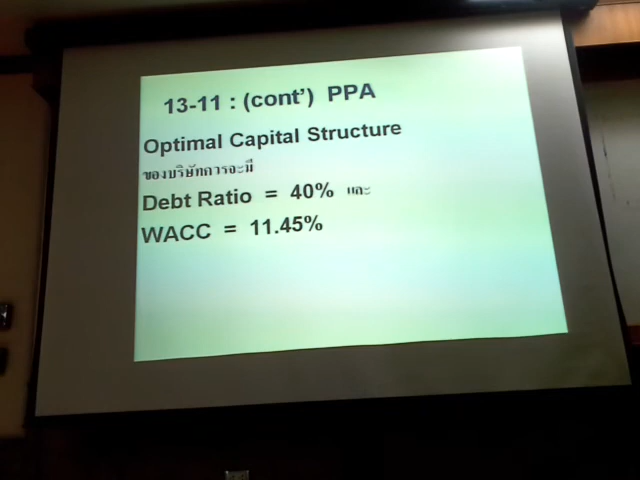 13-11 : (cont') PPA
Optimal Capital Structure
ของบริษัทการจะมี
Debt Ratio = 40% และ
WACC = 11.45%